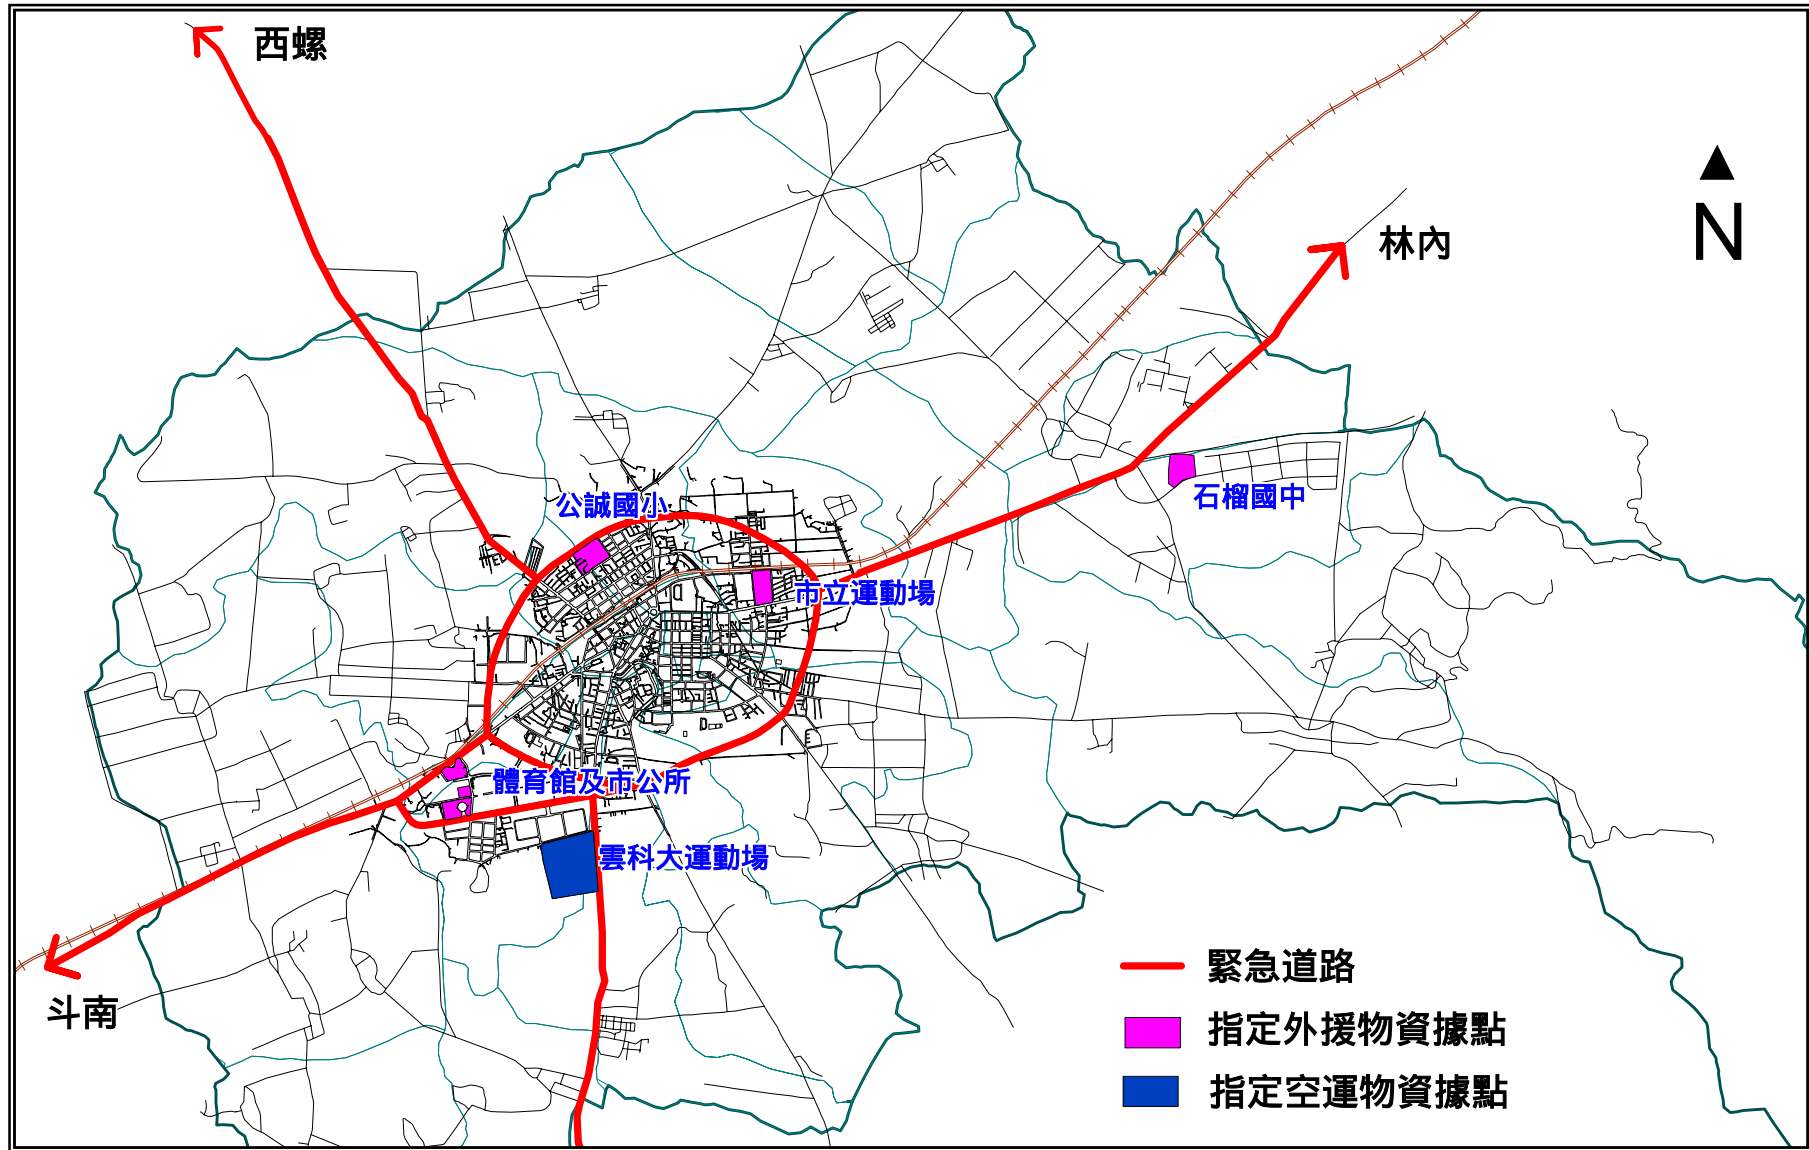 西螺
N
林內
公誠國小
石榴國中
市立運動場
體育館及市公所
雲科大運動場
斗南
緊急道路
指定外援物資據點
指定空運物資據點